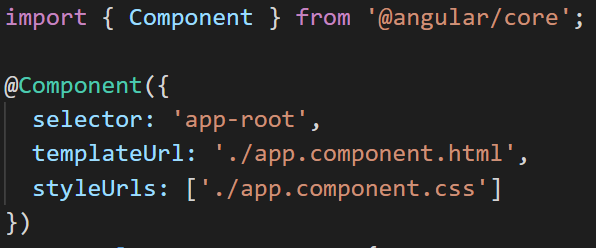 import { Component } from '@angular/core';
@Component({
  selector: 'app-root',
  templateUrl: './app.component.html',
  styleUrls: ['./app.component.css']
})